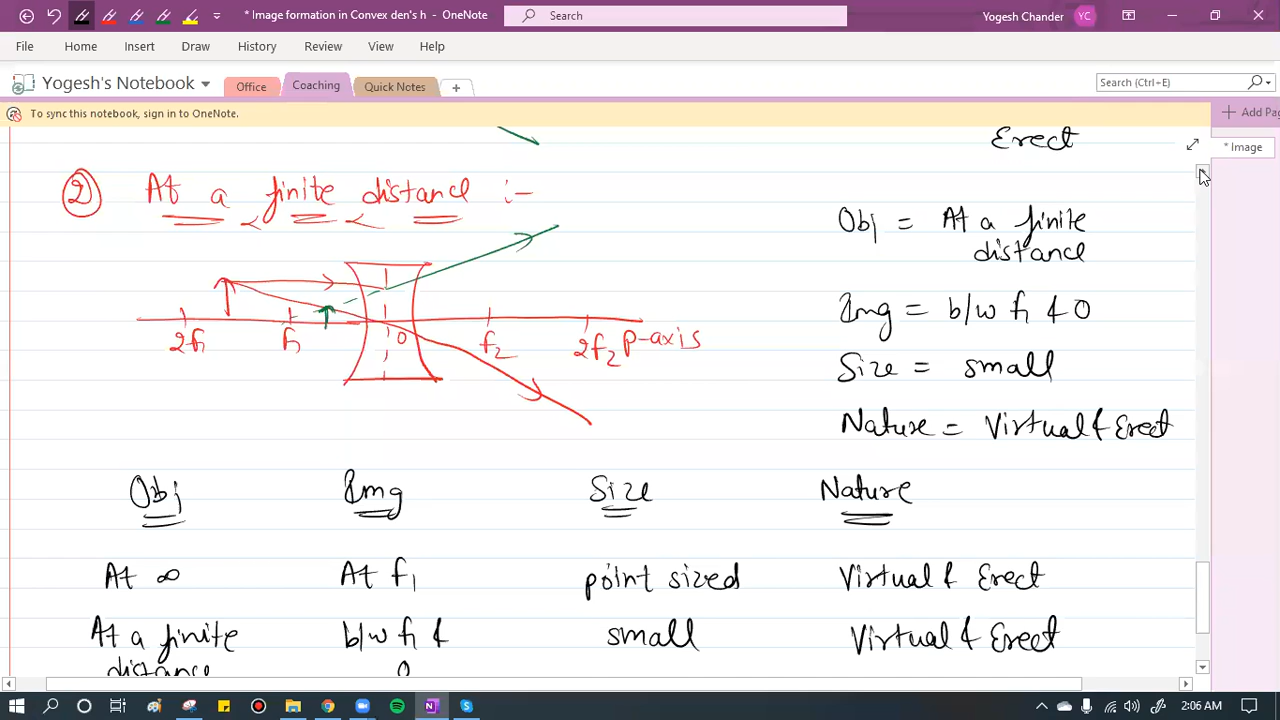 * Image formation in Convex den's h - OneNote
Search
Yogesh Chander
YC
File Home Insert Draw History Review View Help
Yogesh's Notebook
Office
Coaching
Quick Notes
Search (Ctrl+E)
To sync this notebook, sign in to OneNote.
Add Pag
* Image
Erect
② At a finite distance :-
Obj = At a finite
distance
Img = b/w f1 & O
Size = small
Nature = Virtual & Erect
2f1 f1 O f2 2f2 P-axis
Obj Img Size Nature
At ∞ At f1 point sized Virtual & Erect
At a finite b/w f1 & small Virtual & Erect
distance O
2:06 AM